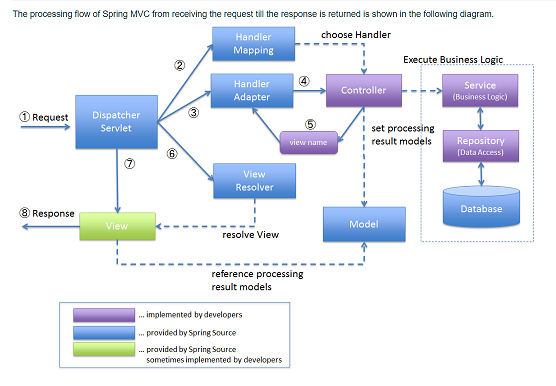 The processing flow of Spring MVC from receiving the request till the response is returned is shown in the following diagram.
Handler
Mapping
choose Handler
②
Execute Business Logic
Handler
Adapter
④
Controller
Service
(Business Logic)
① Request
Dispatcher
Servlet
③
⑤
view name
set processing
result models
Repository
(Data Access)
⑥
⑦
View
Resolver
Database
⑧ Response
View
Model
resolve View
reference processing
result models
... implemented by developers
... provided by Spring Source
... provided by Spring Source
sometimes implemented by developers